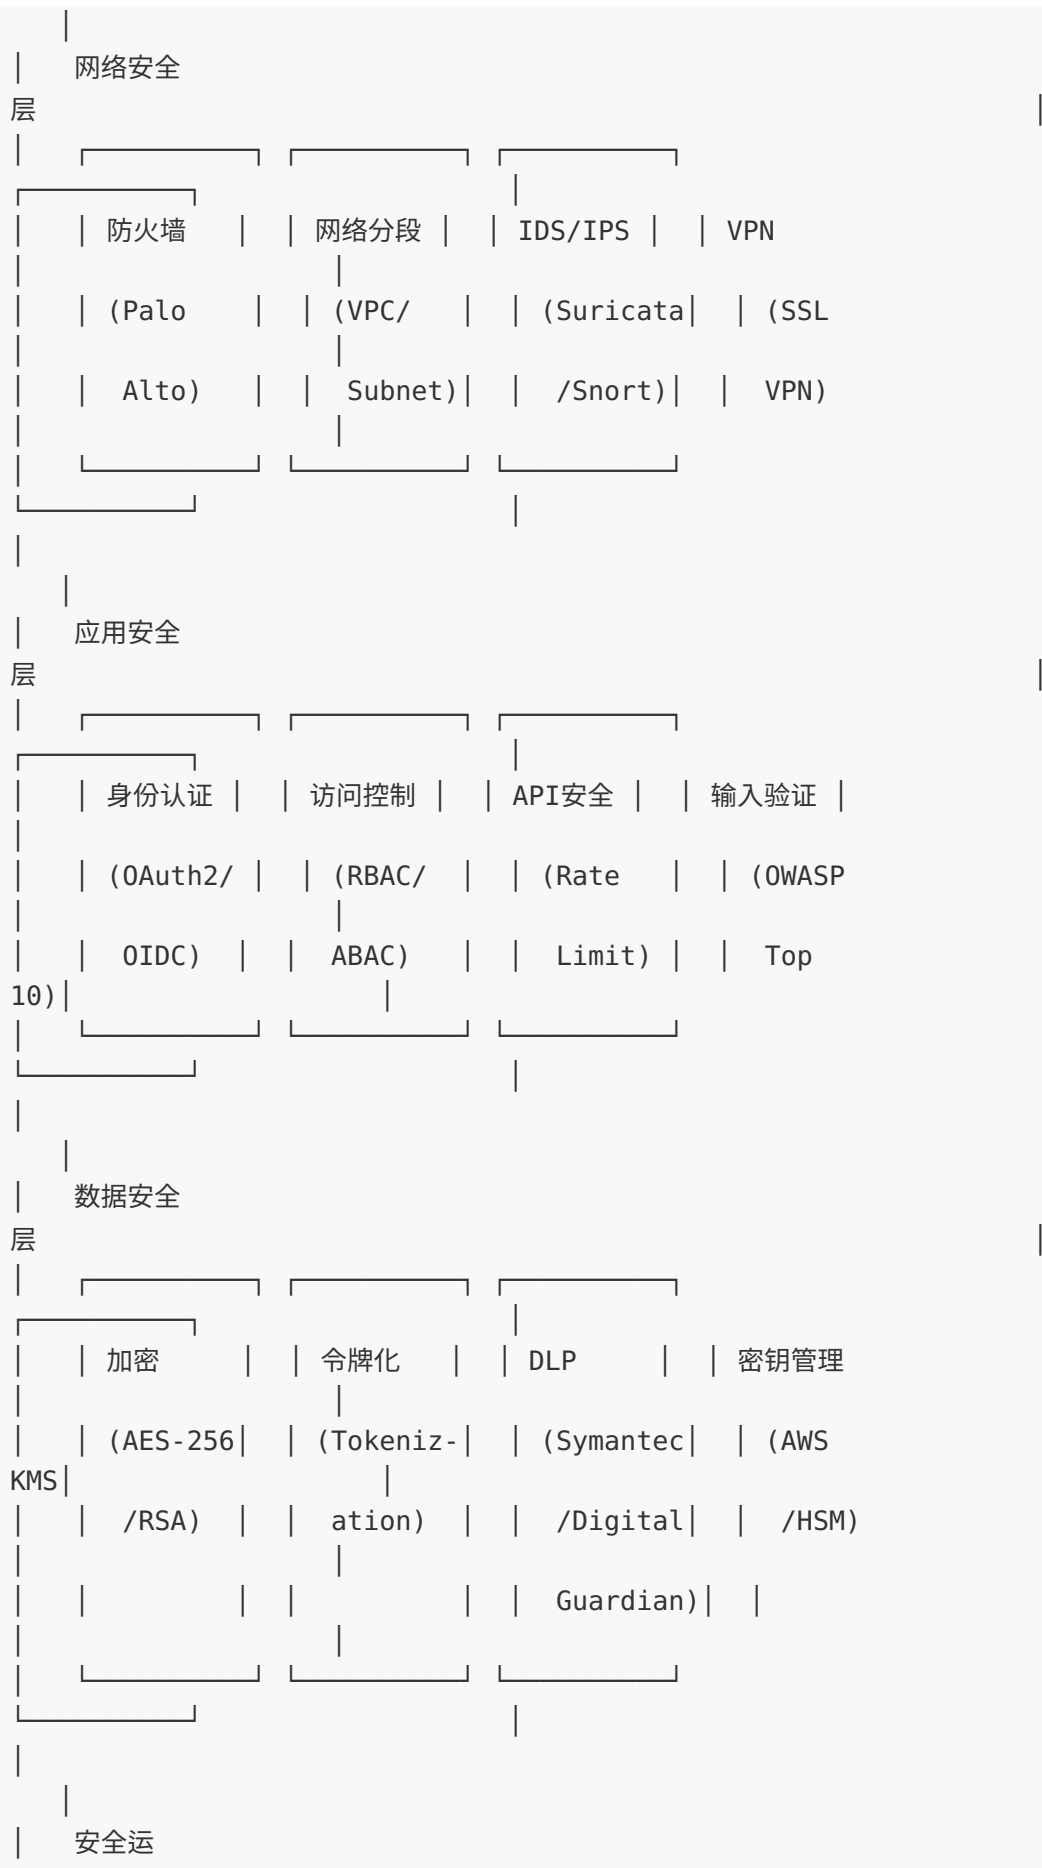 │
│ 网络安全
层 │
│ ┌──────────┐ ┌──────────┐ ┌──────────┐
┌──────────┐ │
│ │ 防火墙 │ │ 网络分段 │ │ IDS/IPS │ │ VPN
│ │
│ │ (Palo │ │ (VPC/ │ │ (Suricata│ │ (SSL
│ │
│ │ Alto) │ │ Subnet)│ │ /Snort)│ │ VPN)
│ │
│ └──────────┘ └──────────┘ └──────────┘
└──────────┘ │
│
│
│ 应用安全
层 │
│ ┌──────────┐ ┌──────────┐ ┌──────────┐
┌──────────┐ │
│ │ 身份认证 │ │ 访问控制 │ │ API安全 │ │ 输入验证 │
│
│ │ (OAuth2/ │ │ (RBAC/ │ │ (Rate │ │ (OWASP
│ │
│ │ OIDC) │ │ ABAC) │ │ Limit) │ │ Top
10)│ │
│ └──────────┘ └──────────┘ └──────────┘
└──────────┘ │
│
│
│ 数据安全
层 │
│ ┌──────────┐ ┌──────────┐ ┌──────────┐
┌──────────┐ │
│ │ 加密 │ │ 令牌化 │ │ DLP │ │ 密钥管理
│ │
│ │ (AES-256│ │ (Tokeniz-│ │ (Symantec│ │ (AWS
KMS│ │
│ │ /RSA) │ │ ation) │ │ /Digital│ │ /HSM)
│ │
│ │ │ │ │ │ Guardian)│ │
│ │
│ └──────────┘ └──────────┘ └──────────┘
└──────────┘ │
│
│
│ 安全运